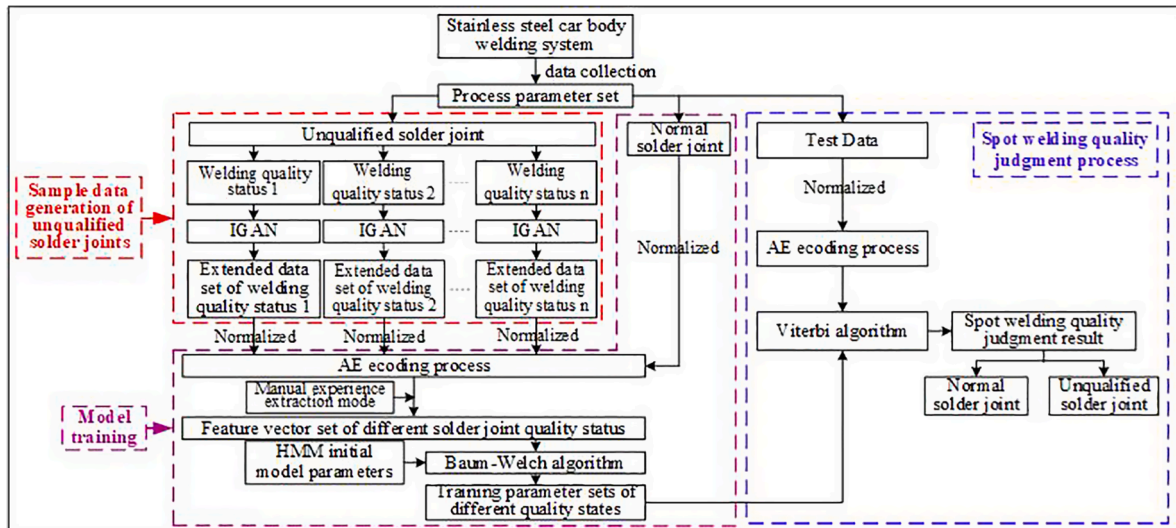 Stainless steel car body
welding system
data collection
Process parameter set
Unqualified solder joint
Normal
solder joint
Test Data
Spot welding quality
judgment process
Welding quality
status 1
Welding
quality status 2
Welding
quality status n
Normalized
Sample data
generation of
unqualified
solder joints
IGAN
IGAN
IGAN
Normalized
AE ecoding process
Extended data
set of welding
quality status 1
Extended data
set of welding
quality status 2
Extended data
set of welding
quality status n
Normalized
Normalized
Normalized
Viterbi algorithm
Spot welding quality
judgment result
AE ecoding process
Normal
solder joint
Unqualified
solder joint
Manual experience
extraction mode
Model
training
Feature vector set of different solder joint quality status
HMM initial
model parameters
Baum-Welch algorithm
Training parameter sets of
different quality states